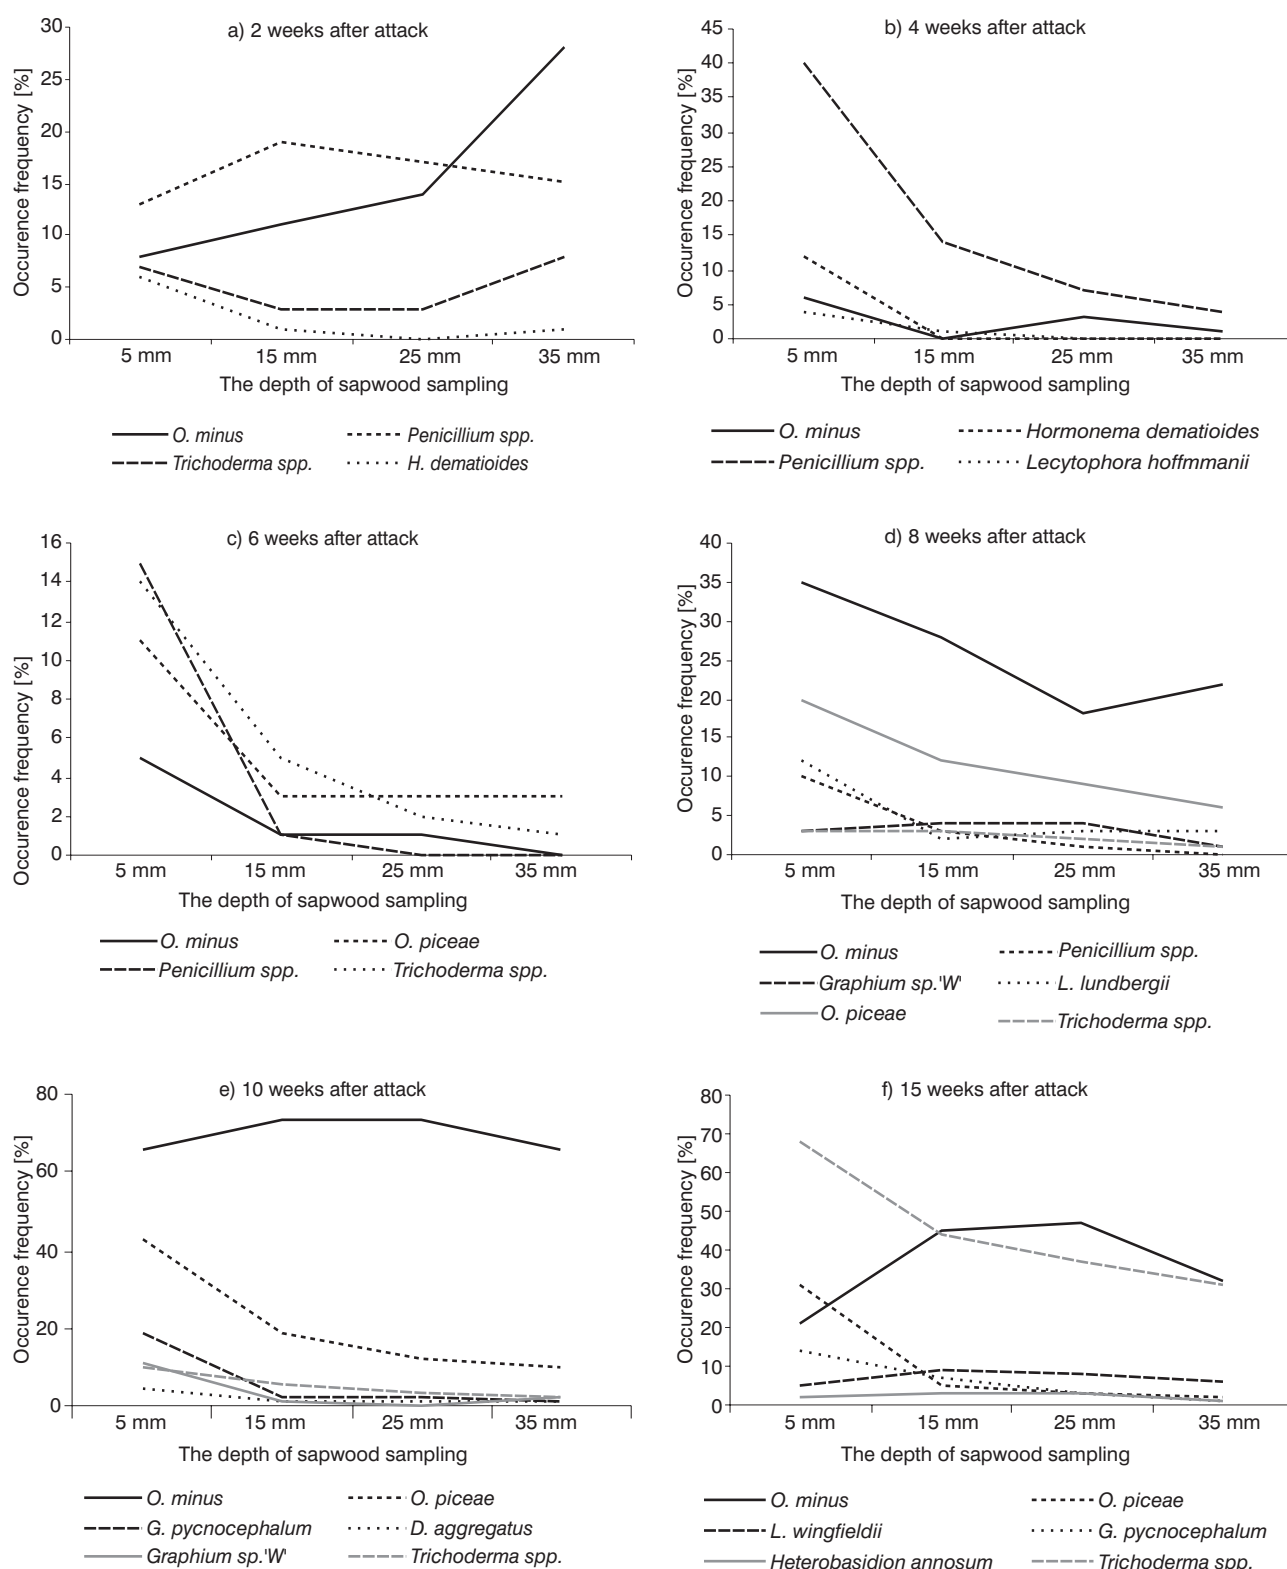 a) 2 weeks after attack
Occurence frequency [%]
30
25
20
15
10
5
0
5 mm 15 mm 25 mm 35 mm
The depth of sapwood sampling
O. minus Penicillium spp.
Trichoderma spp. H. dematioides
b) 4 weeks after attack
Occurence frequency [%]
45
40
35
30
25
20
15
10
5
0
5 mm 15 mm 25 mm 35 mm
The depth of sapwood sampling
O. minus Hormonema dematioides
Penicillium spp. Lecytophora hoffmmanii
c) 6 weeks after attack
Occurence frequency [%]
16
14
12
10
8
6
4
2
0
5 mm 15 mm 25 mm 35 mm
The depth of sapwood sampling
O. minus O. piceae
Penicillium spp. Trichoderma spp.
d) 8 weeks after attack
Occurence frequency [%]
40
35
30
25
20
15
10
5
0
5 mm 15 mm 25 mm 35 mm
The depth of sapwood sampling
O. minus Penicillium spp.
Graphium sp.'W' L. lundbergii
O. piceae Trichoderma spp.
e) 10 weeks after attack
Occurence frequency [%]
80
60
40
20
0
5 mm 15 mm 25 mm 35 mm
The depth of sapwood sampling
O. minus O. piceae
G. pycnocephalum D. aggregatus
Graphium sp.'W' Trichoderma spp.
f) 15 weeks after attack
Occurence frequency [%]
80
70
60
50
40
30
20
10
0
5 mm 15 mm 25 mm 35 mm
The depth of sapwood sampling
O. minus O. piceae
L. wingfieldii G. pycnocephalum
Heterobasidion annosum Trichoderma spp.